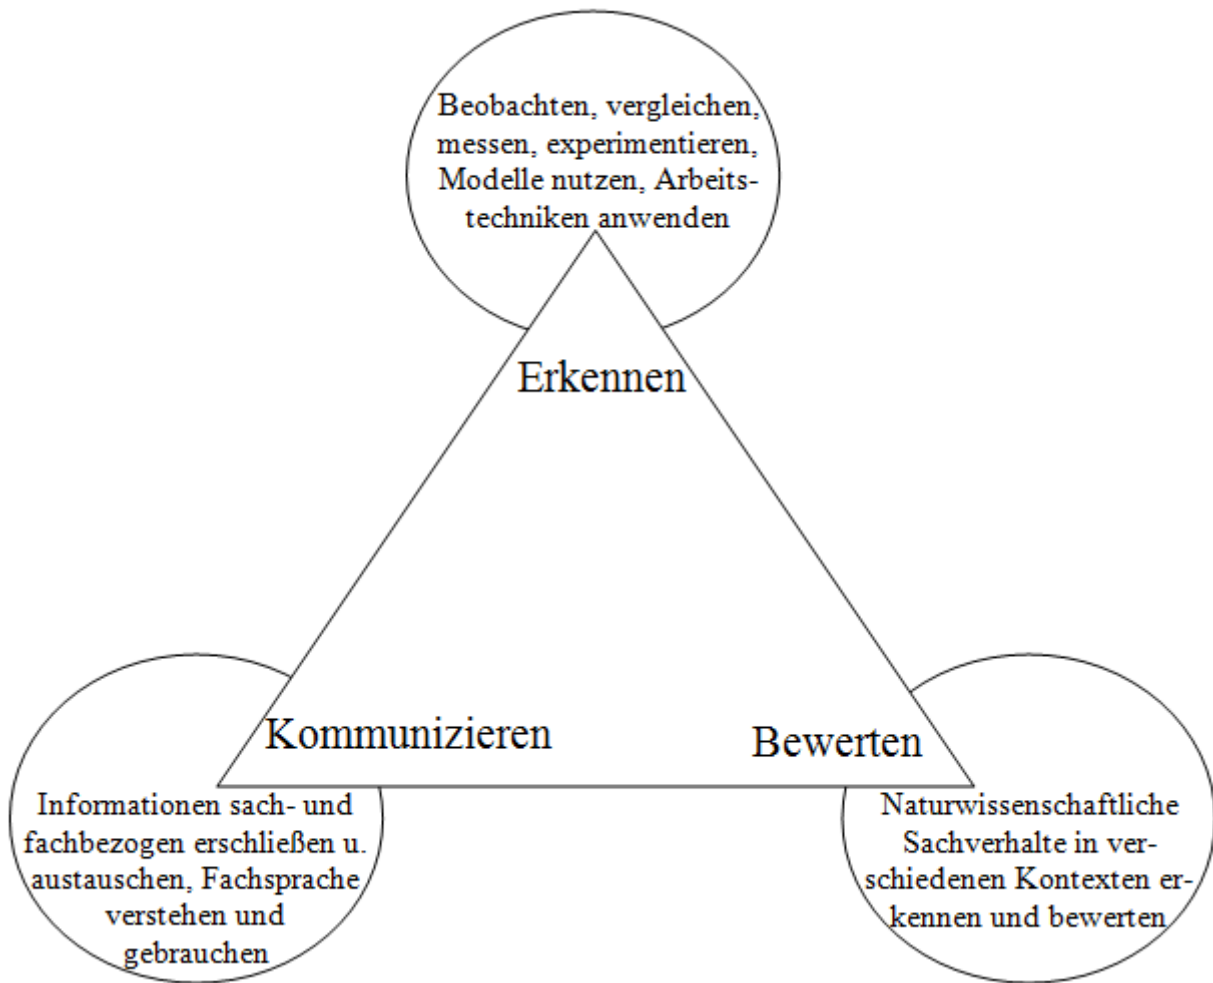 Beobachten, vergleichen,
messen, experimentieren,
Modelle nutzen, Arbeits-
techniken anwenden
Erkennen
Kommunizieren
Bewerten
Informationen sach- und
fachbezogen erschließen u.
austauschen, Fachsprache
verstehen und
gebrauchen
Naturwissenschaftliche
Sachverhalte in ver-
schiedenen Kontexten er-
kennen und bewerten